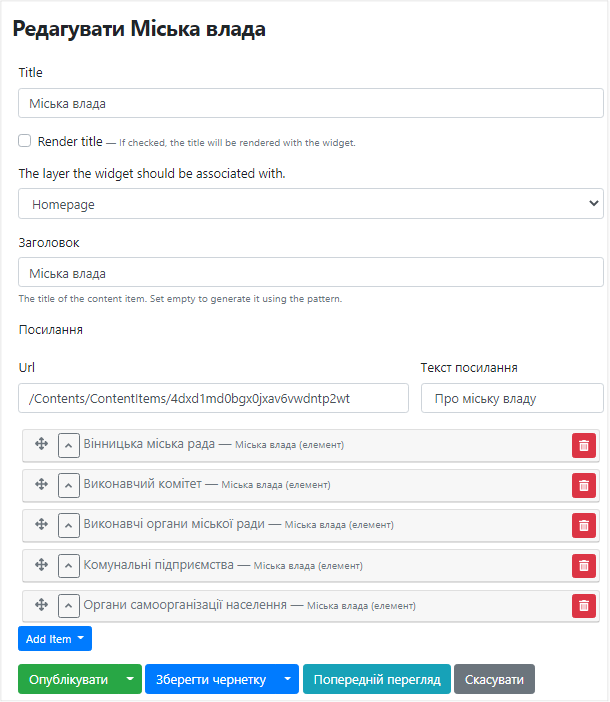 Редагувати Міська влада
Title
Міська влада
Render title — If checked, the title will be rendered with the widget.
The layer the widget should be associated with.
Homepage
Заголовок
Міська влада
The title of the content item. Set empty to generate it using the pattern.
Посилання
Url Текст посилання
/Contents/ContentItems/4dxd1md0bgx0jxav6vwdntp2wt Про міську владу
Вінницька міська рада — Міська влада (елемент)
Виконавчий комітет — Міська влада (елемент)
Виконавчі органи міської ради — Міська влада (елемент)
Комунальні підприємства — Міська влада (елемент)
Органи самоорганізації населення — Міська влада (елемент)
Add Item
Опублікувати Зберегти чернетку Попередній перегляд Скасувати